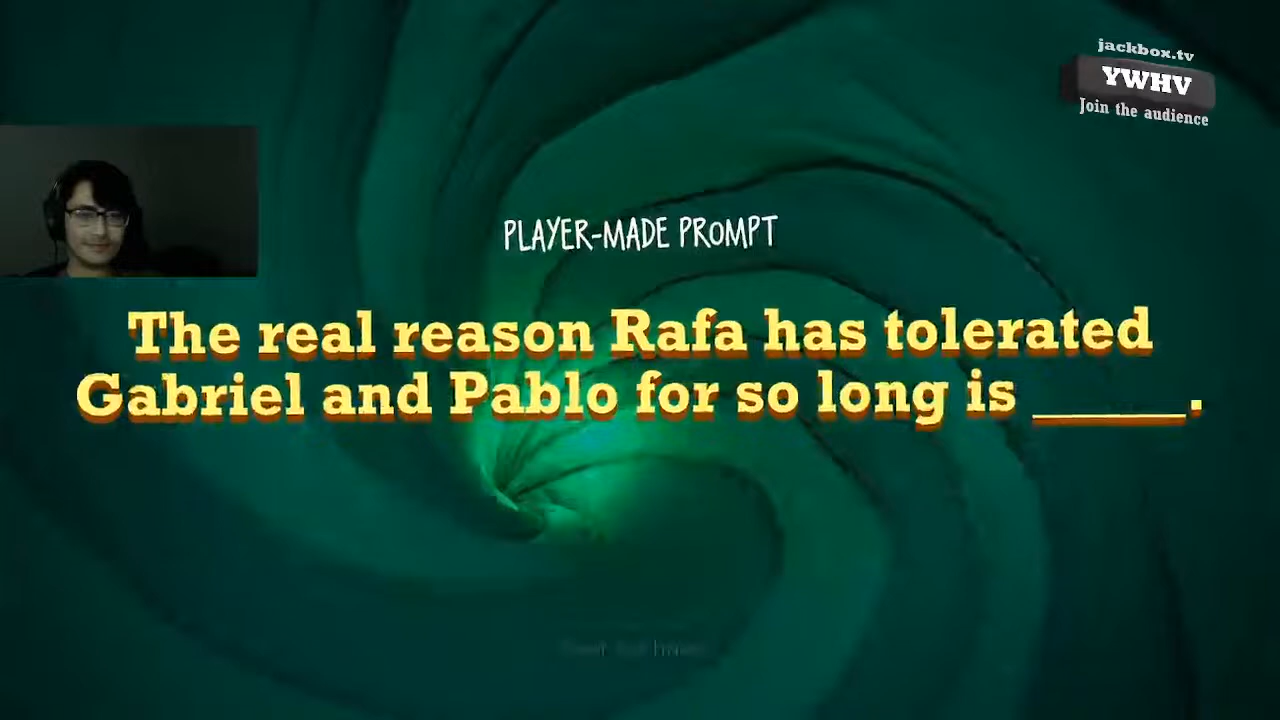 jackbox.tv
YWHV
Join the audience
PLAYER-MADE PROMPT
The real reason Rafa has tolerated
Gabriel and Pablo for so long is _____.